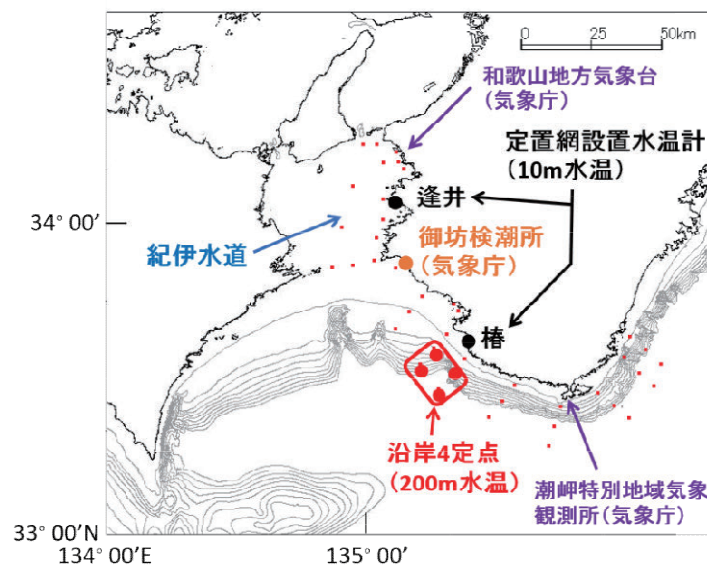 0 25 50km
和歌山地方気象台
(気象庁)
定置網設置水温計
(10m水温)
逢井
34° 00′
御坊検潮所
(気象庁)
紀伊水道
椿
沿岸4定点
(200m水温)
潮岬特別地域気象
観測所(気象庁)
33° 00′N
134° 00′E
135° 00′